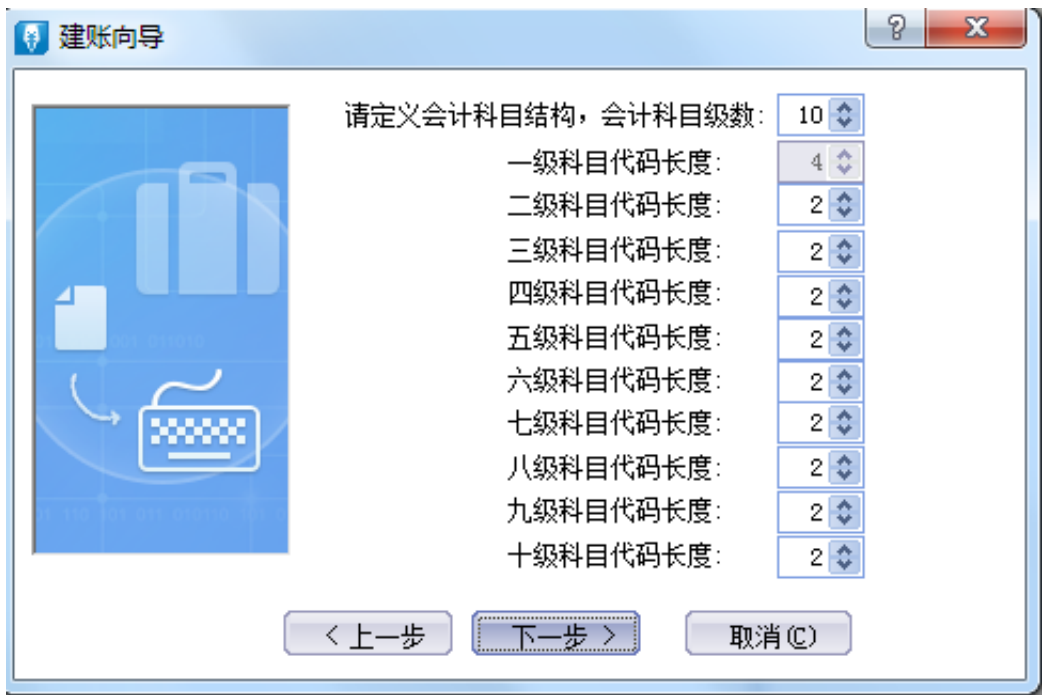 建账向导
请定义会计科目结构，会计科目级数: 10
一级科目代码长度: 4
二级科目代码长度: 2
三级科目代码长度: 2
四级科目代码长度: 2
五级科目代码长度: 2
六级科目代码长度: 2
七级科目代码长度: 2
八级科目代码长度: 2
九级科目代码长度: 2
十级科目代码长度: 2
< 上一步 下一步 > 取消(C)